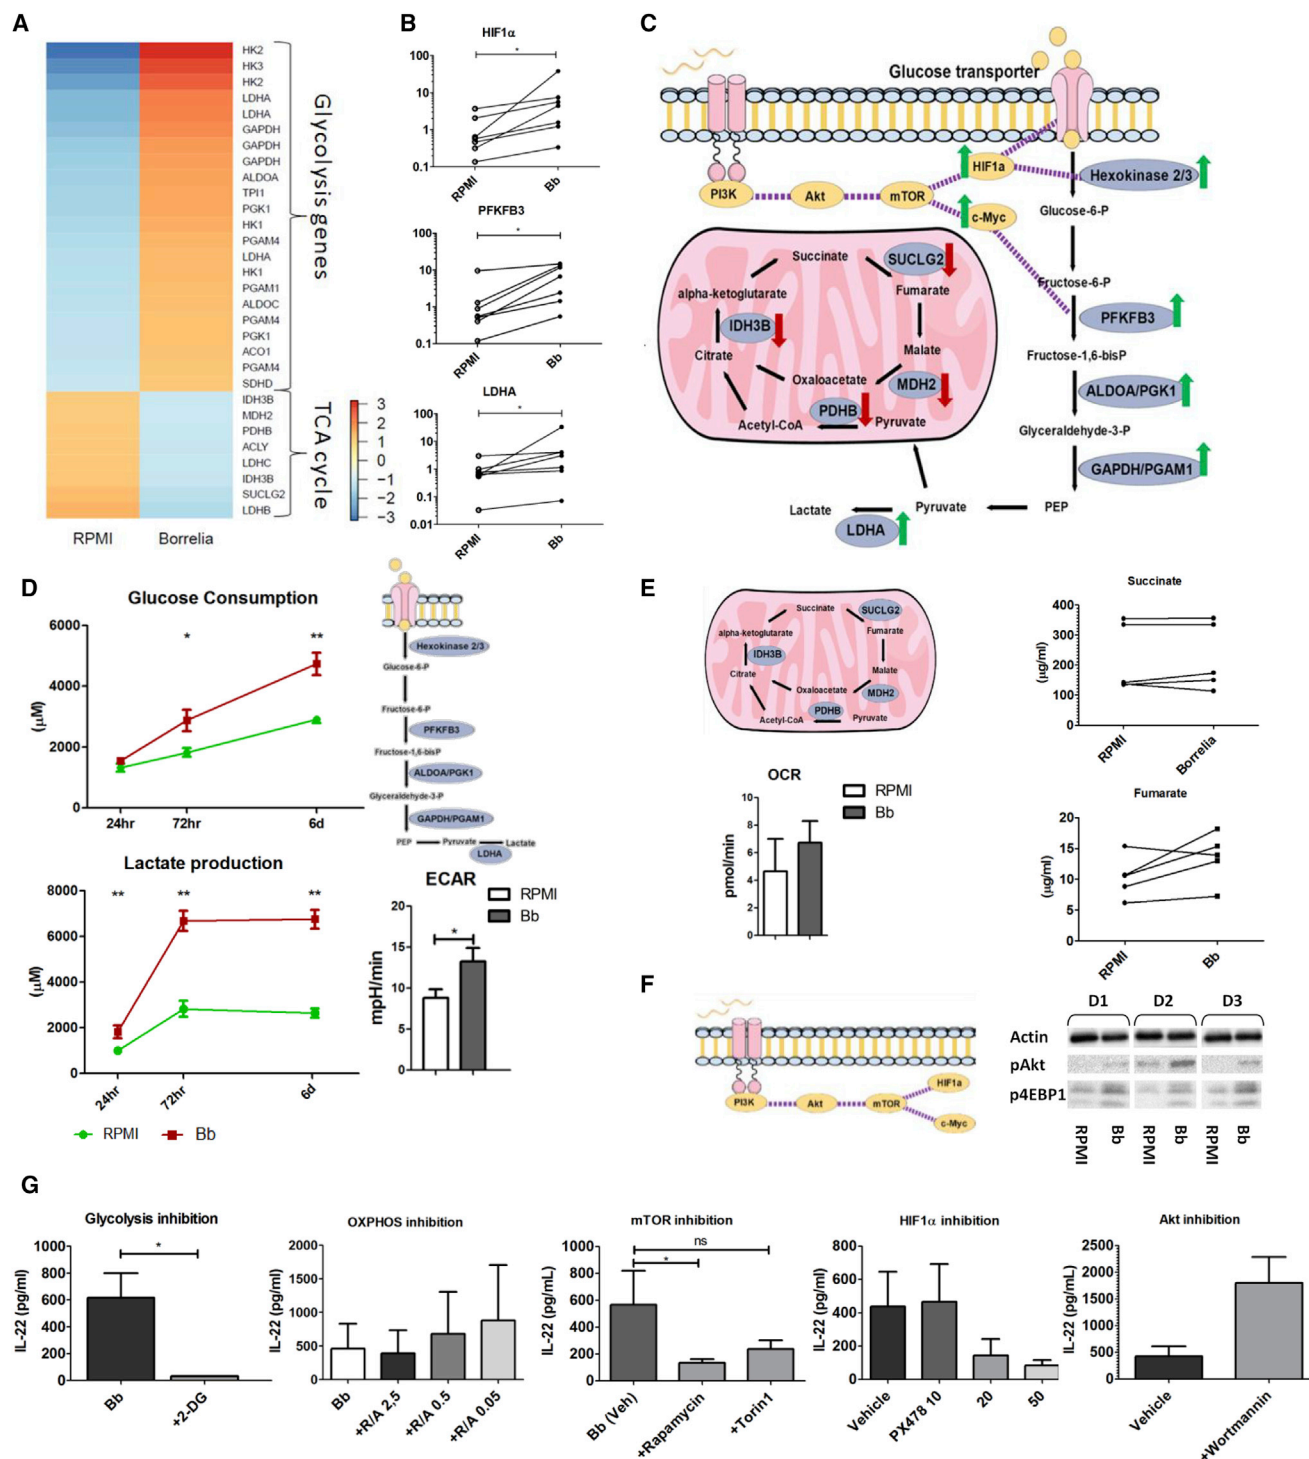 A
HK2
HK3
HK2
LDHA
LDHA
GAPDH
GAPDH
GAPDH
ALDOA
TPI1
PGK1
HK1
PGAM4
LDHA
HK1
PGAM1
ALDOC
PGAM4
PGK1
ACO1
PGAM4
SDHD
IDH3B
MDH2
PDHB
ACLY
LDHC
IDH3B
SUCLG2
LDHB
Glycolysis genes
TCA cycle
3
2
1
0
−1
−2
−3
RPMI Borrelia
B
HIF1α
*
100
10
1
0.1
RPMI Bb
PFKFB3
*
100
10
1
0.1
RPMI Bb
LDHA
*
100
10
1
0.1
0.01
RPMI Bb
C
Glucose transporter
PI3K
Akt
mTOR
HIF1a
c-Myc
Hexokinase 2/3
Glucose-6-P
Fructose-6-P
PFKFB3
Fructose-1,6-bisP
ALDOA/PGK1
Glyceraldehyde-3-P
GAPDH/PGAM1
PEP
Pyruvate
Lactate
LDHA
Succinate
SUCLG2
Fumarate
alpha-ketoglutarate
IDH3B
Malate
Citrate
Oxaloacetate
MDH2
PDHB
Acetyl-CoA
Pyruvate
D
Glucose Consumption
6000
4000
2000
0
(μM)
* **
24hr 72hr 6d
Lactate production
8000
6000
4000
2000
0
(μM)
** ** **
24hr 72hr 6d
RPMI Bb
Hexokinase 2/3
Glucose-6-P
Fructose-6-P
PFKFB3
Fructose-1,6-bisP
ALDOA/PGK1
Glyceraldehyde-3-P
GAPDH/PGAM1
PEP Pyruvate Lactate
LDHA
ECAR
RPMI
Bb
*
20
15
10
5
0
mpH/min
E
Succinate
SUCLG2
alpha-ketoglutarate
Fumarate
IDH3B
Citrate
Malate
Oxaloacetate
MDH2
PDHB
Acetyl-CoA
Pyruvate
OCR
RPMI
Bb
10
8
6
4
2
0
pmol/min
Succinate
400
300
200
100
0
(μg/ml)
RPMI Borrelia
Fumarate
20
15
10
5
0
(μg/ml)
RPMI Bb
F
PI3K
Akt
mTOR
HIF1a
c-Myc
D1 D2 D3
Actin
pAkt
p4EBP1
RPMI Bb RPMI Bb RPMI Bb
G
Glycolysis inhibition
*
1000
800
600
400
200
0
IL-22 (pg/ml)
Bb +2-DG
OXPHOS inhibition
2000
1500
1000
500
0
IL-22 (pg/ml)
Bb +R/A 2,5 +R/A 0.5 +R/A 0.05
mTOR inhibition
ns
*
1000
800
600
400
200
0
IL-22 (pg/mL)
Bb (Veh) +Rapamycin +Torin1
HIF1α inhibition
800
600
400
200
0
IL-22 (pg/ml)
Vehicle PX478 10 20 50
Akt inhibition
2500
2000
1500
1000
500
0
IL-22 (pg/mL)
Vehicle +Wortmannin